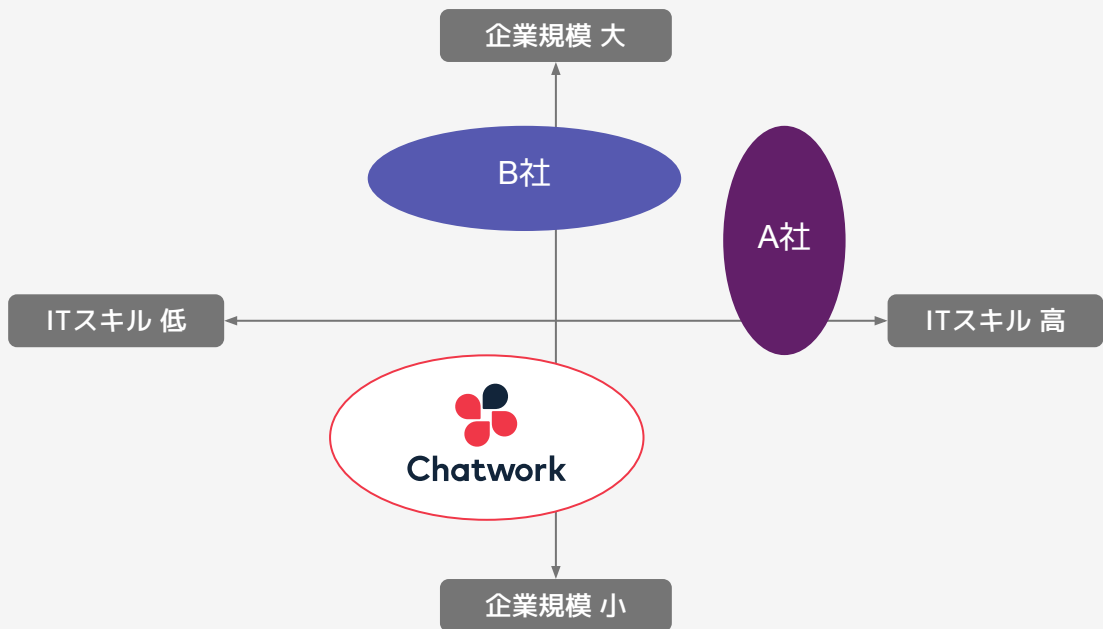 企業規模 大
B社
A社
ITスキル 低
ITスキル 高
Chatwork
企業規模 小